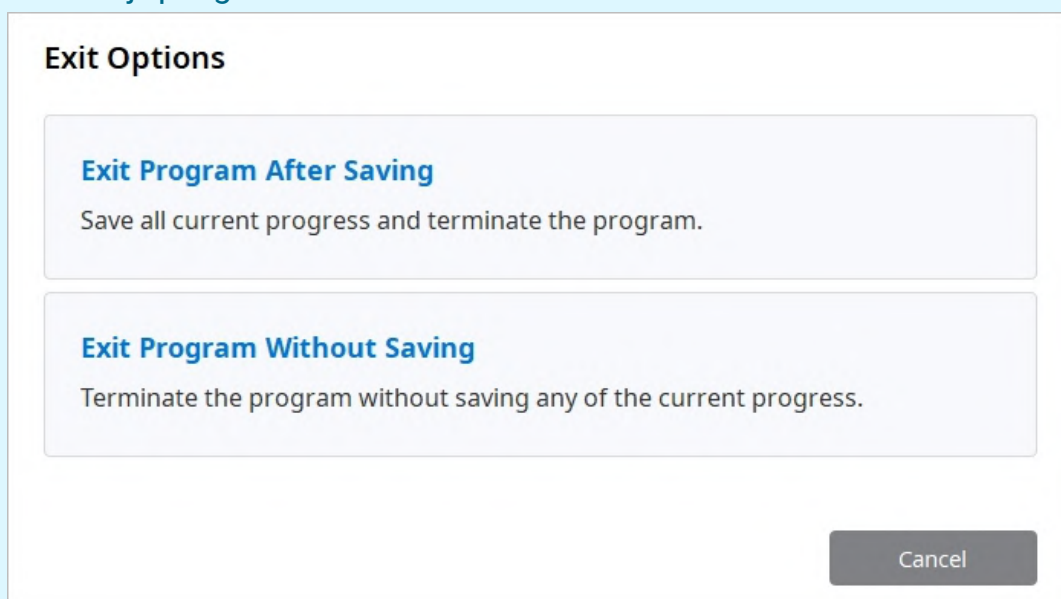 Exit Options
Exit Program After Saving
Save all current progress and terminate the program.
Exit Program Without Saving
Terminate the program without saving any of the current progress.
Cancel